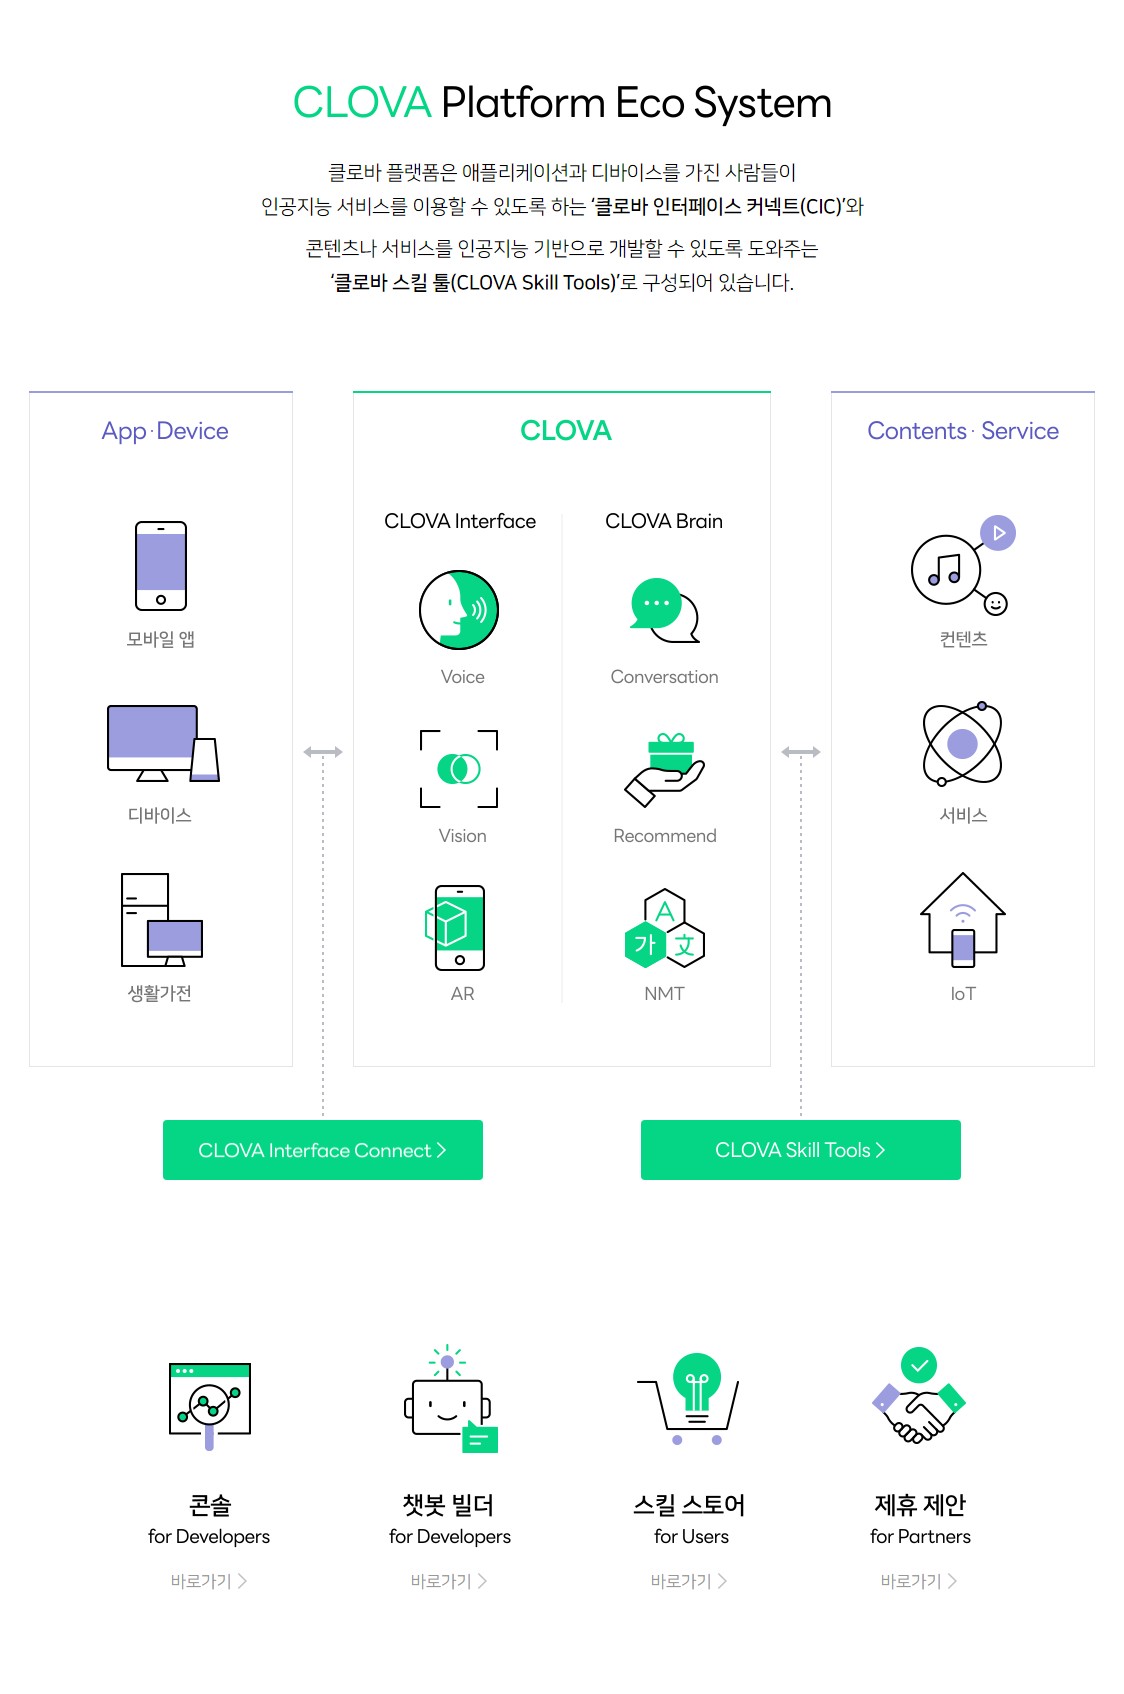 CLOVA Platform Eco System
클로바 플랫폼은 애플리케이션과 디바이스를 가진 사람들이
인공지능 서비스를 이용할 수 있도록 하는 ‘클로바 인터페이스 커넥트(CIC)’와
콘텐츠나 서비스를 인공지능 기반으로 개발할 수 있도록 도와주는
‘클로바 스킬 툴(CLOVA Skill Tools)’로 구성되어 있습니다.
App·Device
모바일 앱
디바이스
생활가전
CLOVA
CLOVA Interface
Voice
Vision
AR
CLOVA Brain
Conversation
Recommend
A
가
文
NMT
Contents · Service
컨텐츠
서비스
IoT
CLOVA Interface Connect >
CLOVA Skill Tools >
콘솔
for Developers
바로가기 >
챗봇 빌더
for Developers
바로가기 >
스킬 스토어
for Users
바로가기 >
제휴 제안
for Partners
바로가기 >